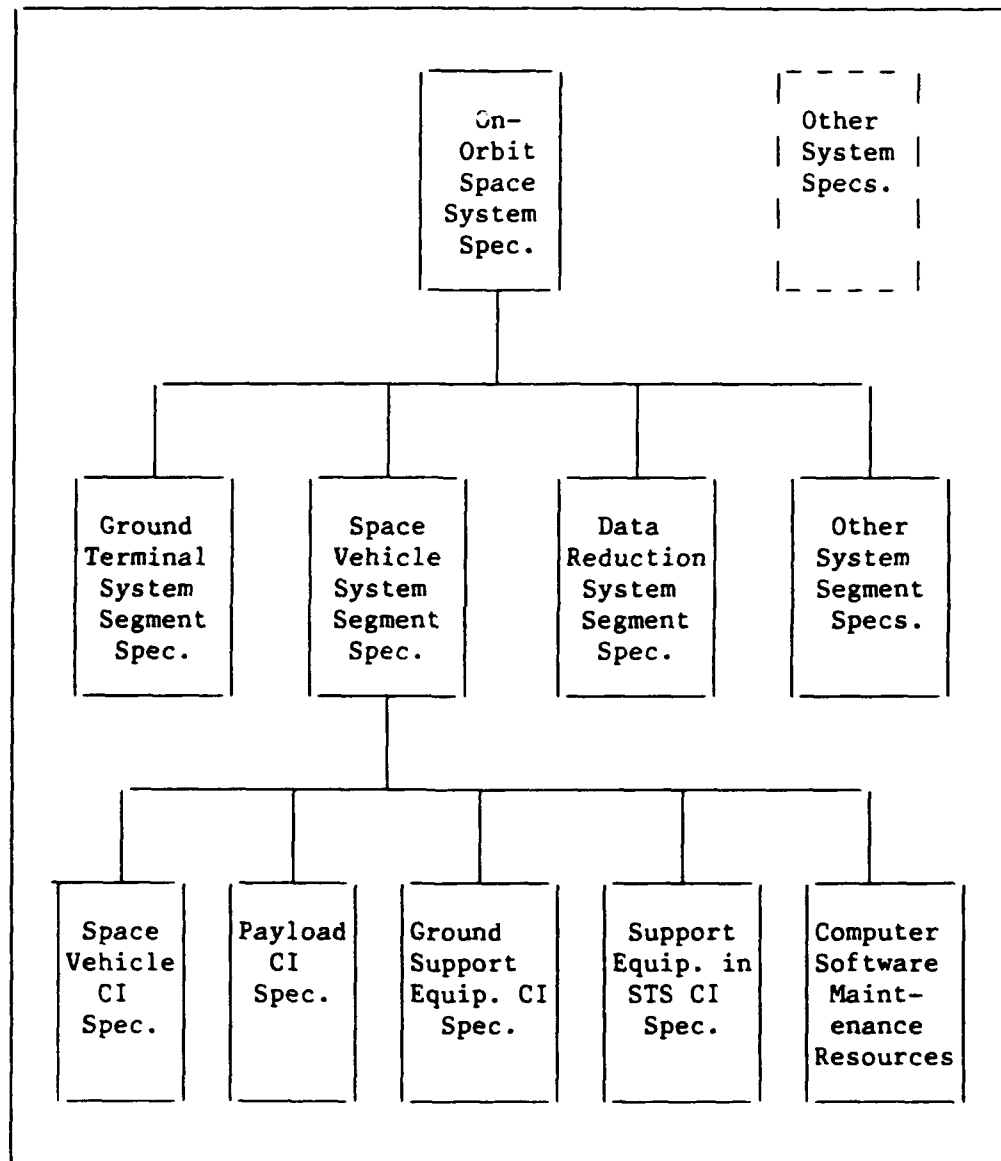 On-
Orbit
Space
System
Spec.
Other
System
Specs.
Ground
Terminal
System
Segment
Spec.
Space
Vehicle
System
Segment
Spec.
Data
Reduction
System
Segment
Spec.
Other
System
Segment
Specs.
Space
Vehicle
CI
Spec.
Payload
CI
Spec.
Ground
Support
Equip. CI
Spec.
Support
Equip. in
STS CI
Spec.
Computer
Software
Maint-
enance
Resources